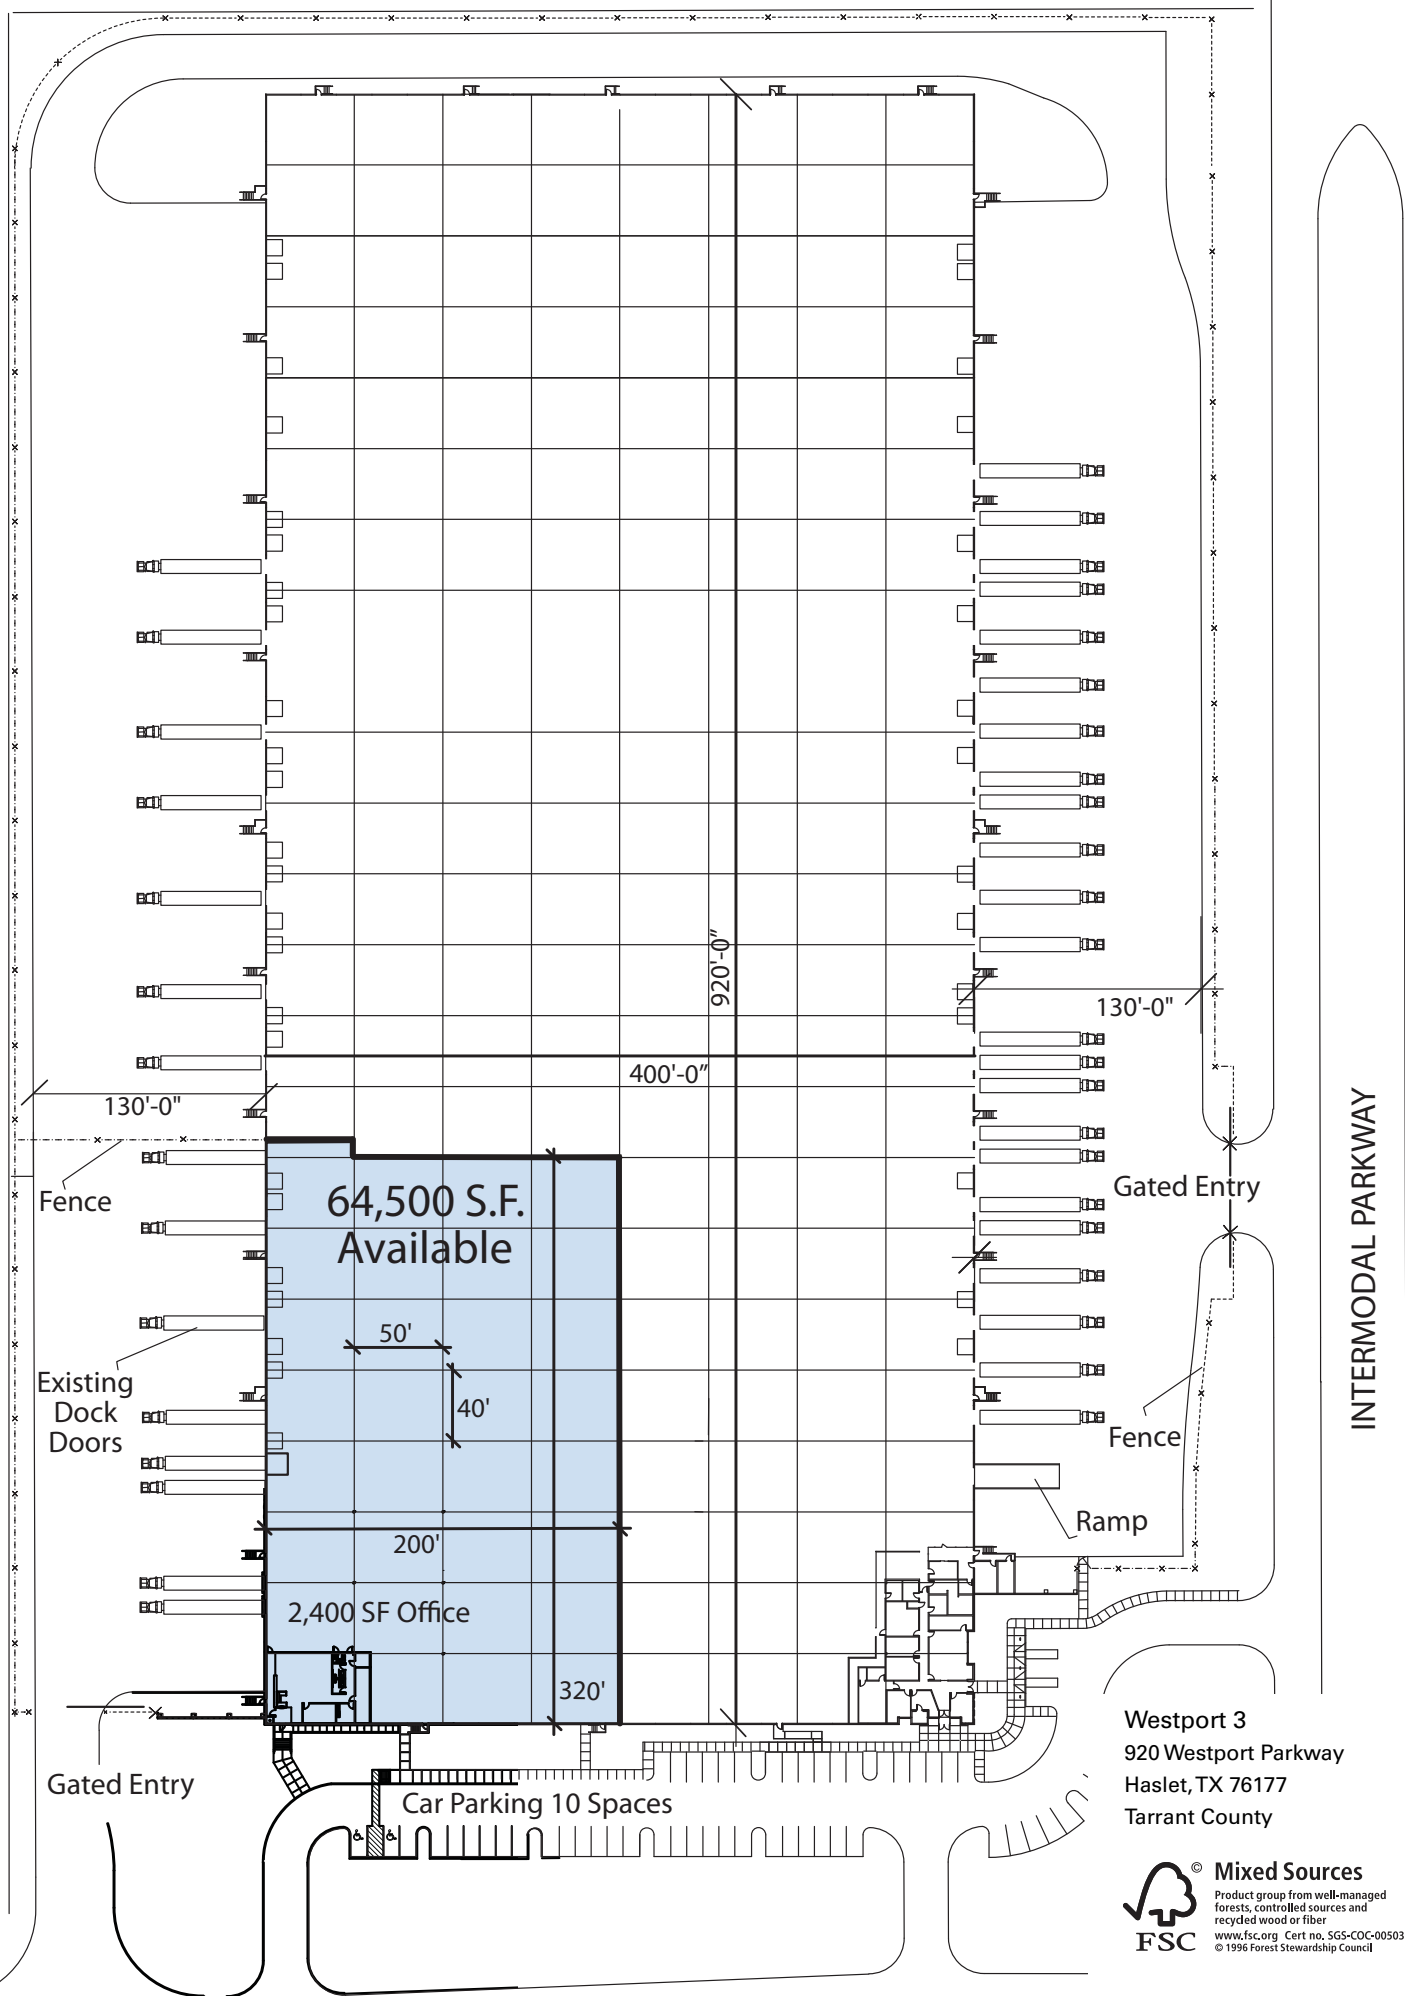 920'-0"
130'-0"
400'-0"
130'-0"
Fence
64,500 S.F.
Available
Gated Entry
INTERMODAL PARKWAY
50'
40'
Existing
Dock
Doors
Fence
Ramp
200'
2,400 SF Office
320'
Gated Entry
Car Parking 10 Spaces
Westport 3
920 Westport Parkway
Haslet, TX 76177
Tarrant County
©
Mixed Sources
Product group from well-managed
forests, controlled sources and
recycled wood or fiber
www.fsc.org Cert no. SGS-COC-00503
© 1996 Forest Stewardship Council
FSC